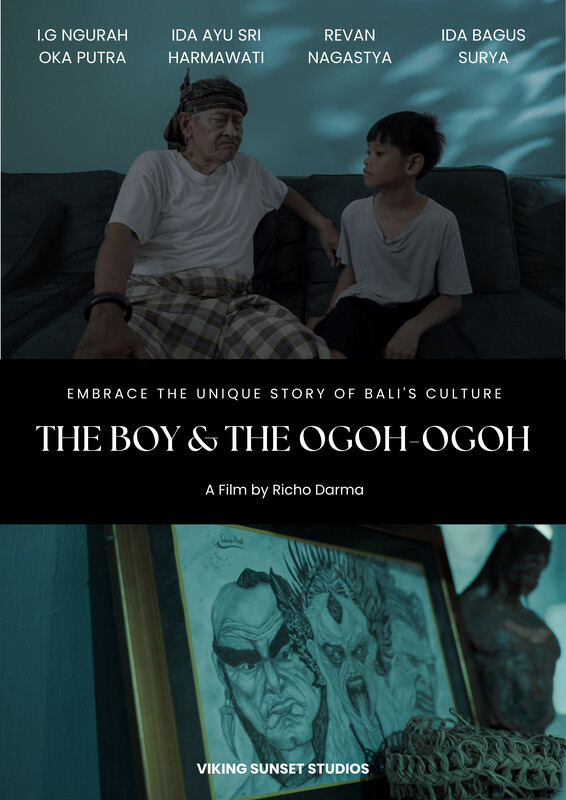 I.G NGURAH
OKA PUTRA
IDA AYU SRI
HARMAWATI
REVAN
NAGASTYA
IDA BAGUS
SURYA
EMBRACE THE UNIQUE STORY OF BALI'S CULTURE
THE BOY & THE OGOH-OGOH
A Film by Richo Darma
VIKING SUNSET STUDIOS